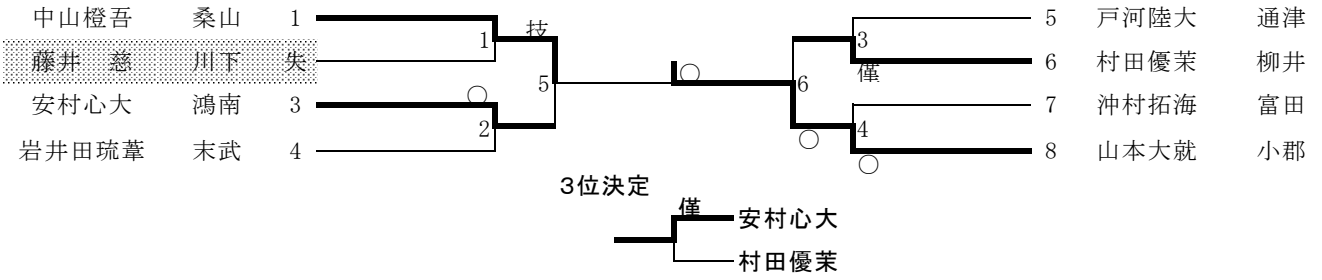 中山橙吾 桑山 1
技
1
藤井 慈 川下 失
5
安村心大 鴻南 3
○
2
岩井田琉葦 末武 4
○
5 戸河陸大 通津
3
6 村田優茉 柳井
僅
6
7 沖村拓海 富田
4
○
8 山本大就 小郡
○
3位決定
僅
安村心大
村田優茉